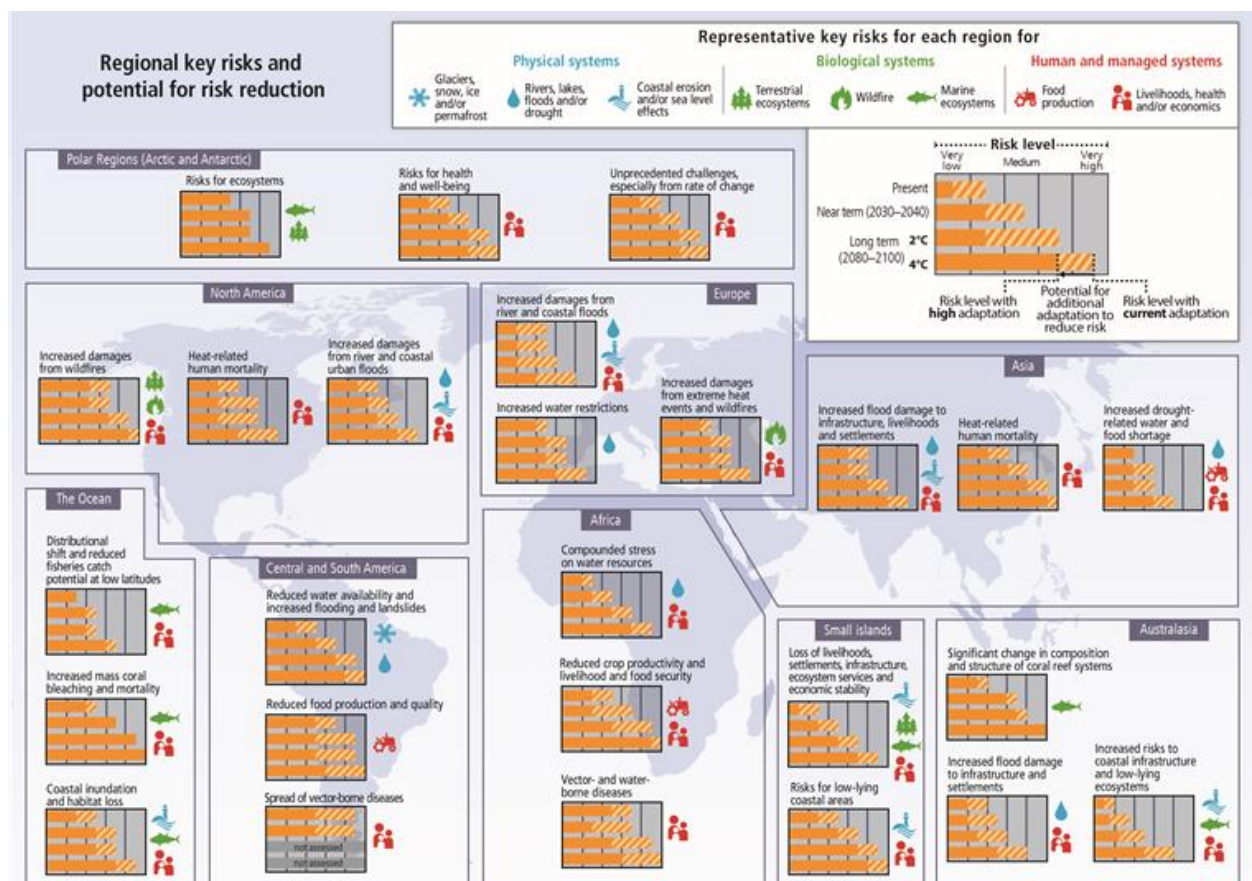 Regional key risks and
potential for risk reduction
Representative key risks for each region for
Physical systems
Glaciers,
snow, ice
and/or
permafrost
Rivers, lakes,
floods and/or
drought
Coastal erosion
and/or sea level
effects
Biological systems
Terrestrial
ecosystems
Wildfire
Marine
ecosystems
Human and managed systems
Food
production
Livelihoods, health
and/or economics
Risk level
Very
low
Medium
Very
high
Present
Near term (2030–2040)
Long term
(2080–2100)
2°C
4°C
Risk level with
high adaptation
Potential for
additional
adaptation to
reduce risk
Risk level with
current adaptation
Polar Regions (Arctic and Antarctic)
Risks for ecosystems
Risks for health
and well-being
Unprecedented challenges,
especially from rate of change
North America
Increased damages
from wildfires
Heat-related
human mortality
Increased damages
from river and coastal
urban floods
Europe
Increased damages from
river and coastal floods
Increased water restrictions
Increased damages
from extreme heat
events and wildfires
Asia
Increased flood damage to
infrastructure, livelihoods
and settlements
Heat-related
human mortality
Increased drought-
related water and
food shortage
The Ocean
Distributional
shift and reduced
fisheries catch
potential at low latitudes
Increased mass coral
bleaching and mortality
Coastal inundation
and habitat loss
Central and South America
Reduced water availability and
increased flooding and landslides
Reduced food production and quality
Spread of vector-borne diseases
not assessed
not assessed
Africa
Compounded stress
on water resources
Reduced crop productivity and
livelihood and food security
Vector- and water-
borne diseases
Small islands
Loss of livelihoods,
settlements, infrastructure,
ecosystem services and
economic stability
Risks for low-lying
coastal areas
Australasia
Significant change in composition
and structure of coral reef systems
Increased flood damage
to infrastructure and
settlements
Increased risks to
coastal infrastructure
and low-lying
ecosystems